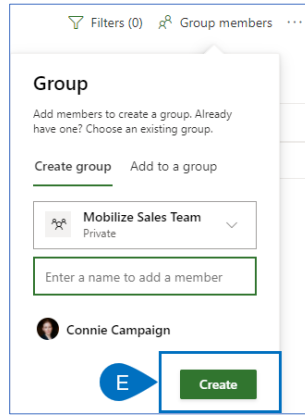 Filters (0) Group members ...
Group
Add members to create a group. Already
have one? Choose an existing group.
Create group Add to a group
Mobilize Sales Team
Private
Enter a name to add a member
Connie Campaign
E Create